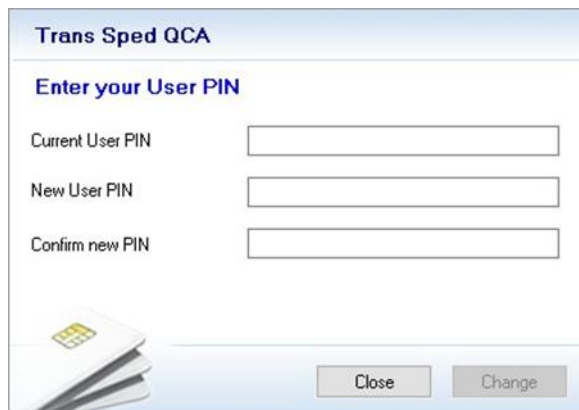 Trans Sped QCA
Enter your User PIN
Current User PIN
New User PIN
Confirm new PIN
Close
Change